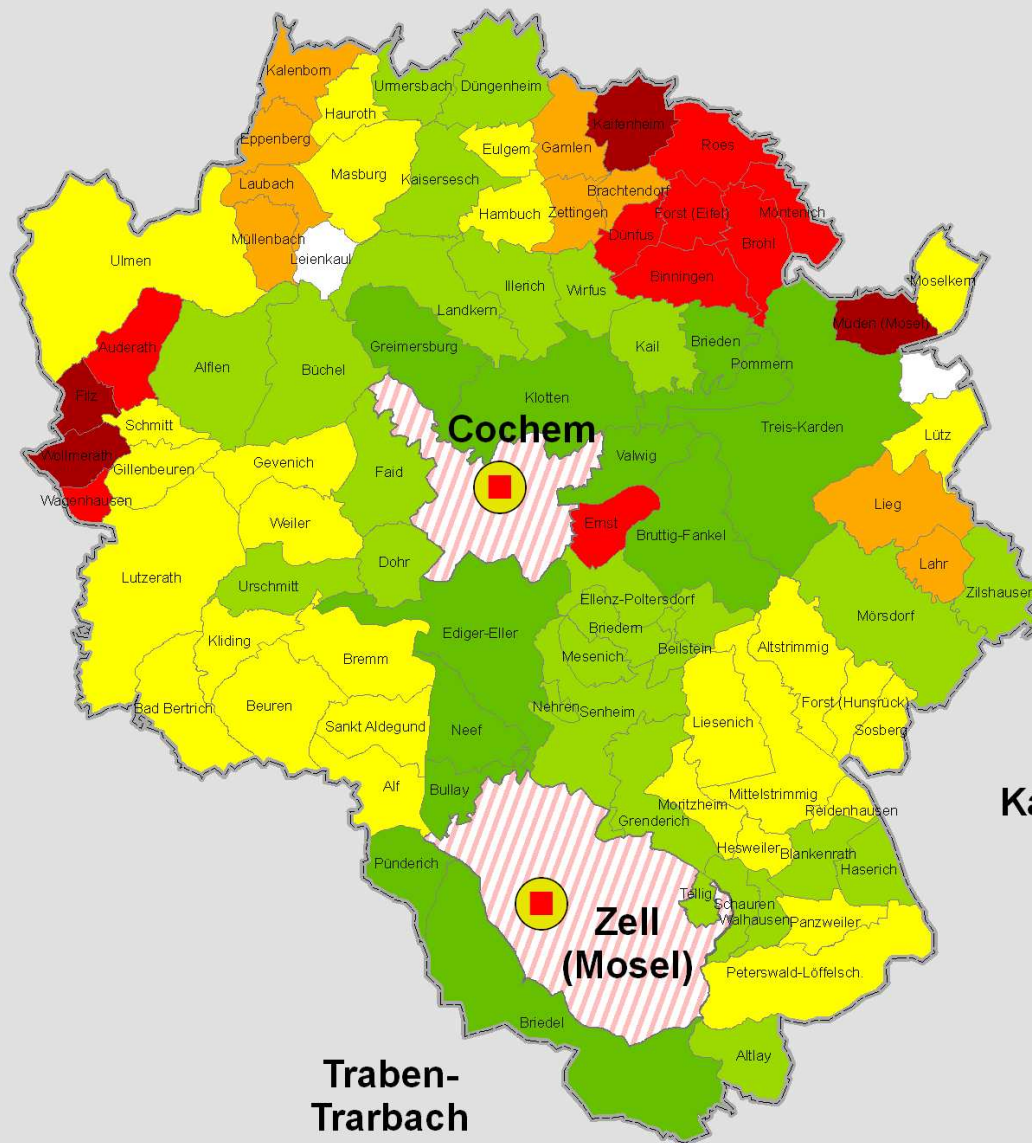 Kalenborn
Urmersbach
Düngenheim
Hauroth
Kaifenheim
Eppenberg
Eulgem
Gamlen
Roes
Masburg
Kaisersesch
Laubach
Brachtendorf
Hambuch
Zettingen
Forst (Eifel)
Möntenich
Müllenbach
Dünfus
Brohl
Leienkaul
Ulmen
Illerich
Wirfus
Binningen
Moselkern
Landkern
Müden (Mosel)
Auderath
Greimersburg
Kail
Brieden
Pommern
Alflen
Büchel
Filz
Klotten
Schmitt
Cochem
Treis-Karden
Lütz
Wollmerath
Gillenbeuren
Gevenich
Faid
Valwig
Wagenhausen
Lieg
Weiler
Ernst
Bruttig-Fankel
Lutzerath
Dohr
Lahr
Urschmitt
Zilshausen
Ellenz-Poltersdorf
Mörsdorf
Ediger-Eller
Briedern
Kliding
Bremm
Mesenich
Beilstein
Altstrimmig
Bad Bertrich
Beuren
Nehren
Senheim
Liesenich
Forst (Hunsrück)
Sankt Aldegund
Neef
Sosberg
Alf
Bullay
Mittelstrimmig
Moritzheim
Reidenhausen
Ka
Grenderich
Hesweiler
Blankenrath
Pünderich
Haserich
Tellig
Schauren
Zell
(Mosel)
Walhausen
Panzweiler
Peterswald-Löffelsch.
Briedel
Altlay
Traben-
Trarbach